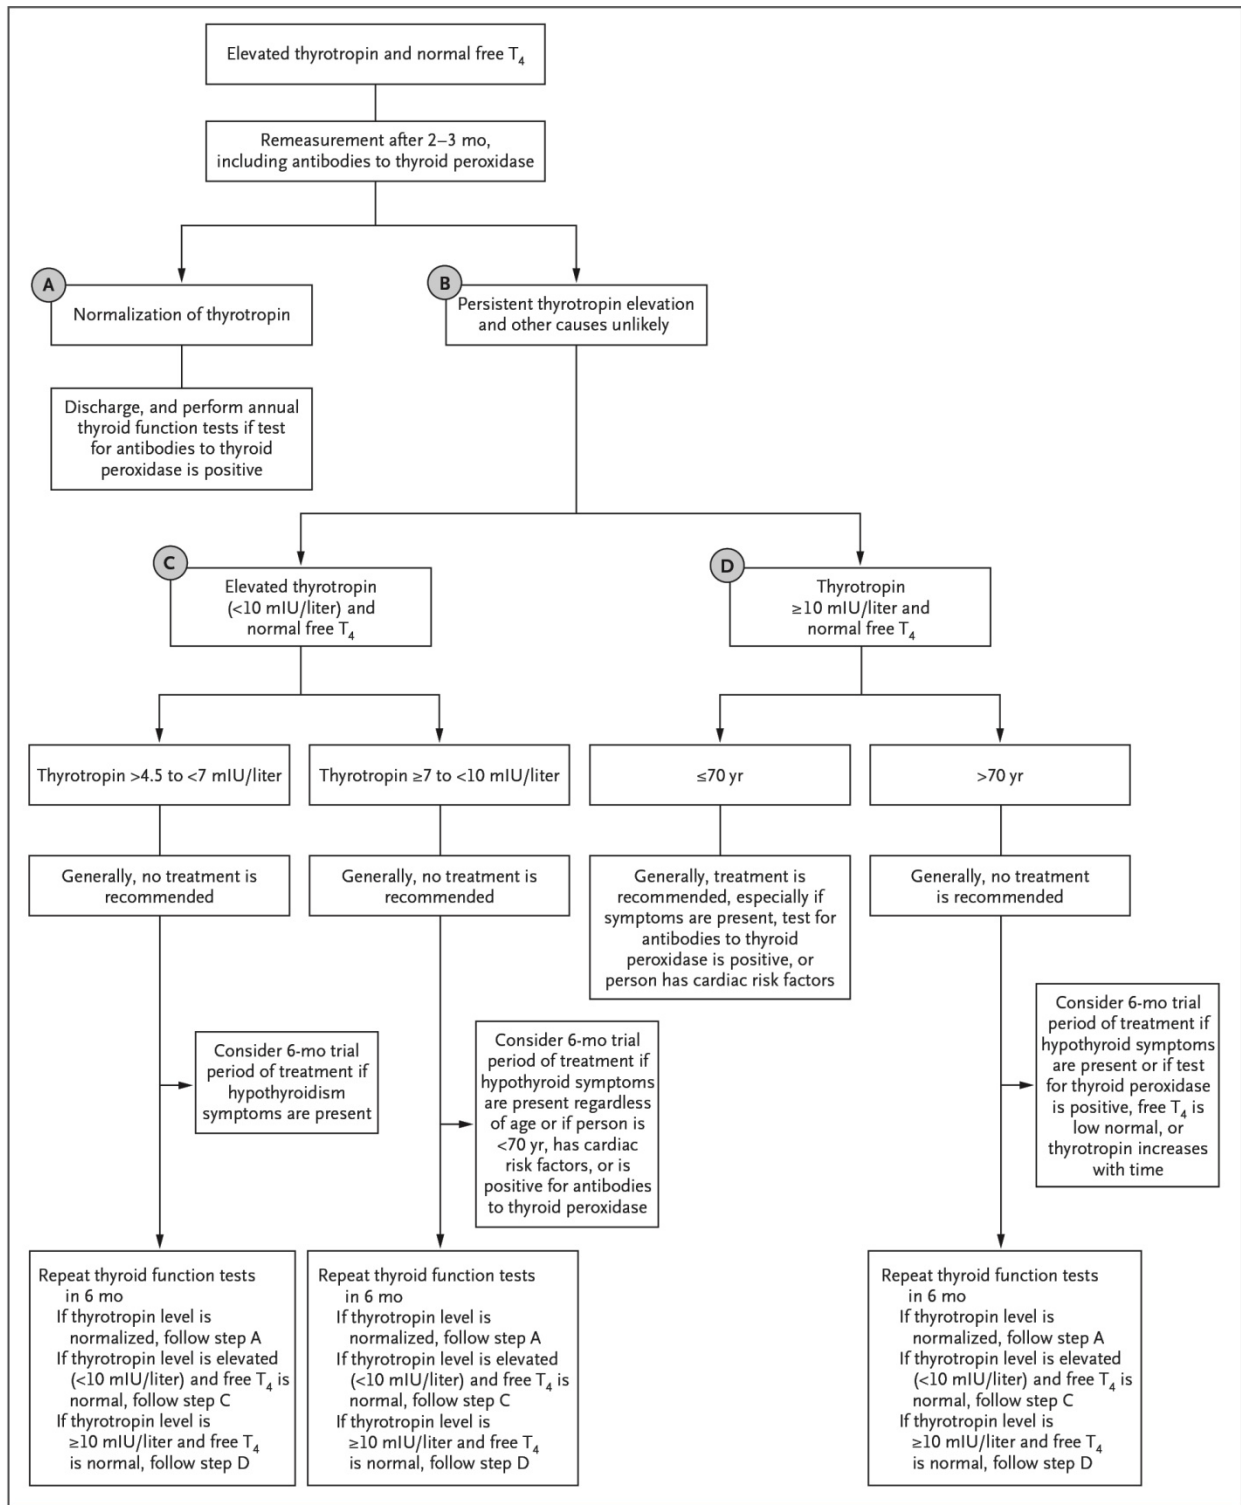 Elevated thyrotropin and normal free T4
Remeasurement after 2–3 mo,
including antibodies to thyroid peroxidase
A
Normalization of thyrotropin
Discharge, and perform annual
thyroid function tests if test
for antibodies to thyroid
peroxidase is positive
B
Persistent thyrotropin elevation
and other causes unlikely
C
Elevated thyrotropin
(<10 mIU/liter) and
normal free T4
D
Thyrotropin
≥10 mIU/liter and
normal free T4
Thyrotropin >4.5 to <7 mIU/liter
Thyrotropin ≥7 to <10 mIU/liter
≤70 yr
>70 yr
Generally, no treatment is
recommended
Generally, no treatment is
recommended
Generally, treatment is
recommended, especially if
symptoms are present, test for
antibodies to thyroid
peroxidase is positive, or
person has cardiac risk factors
Generally, no treatment
is recommended
Consider 6-mo trial
period of treatment if
hypothyroidism
symptoms are present
Consider 6-mo trial
period of treatment if
hypothyroid symptoms
are present regardless
of age or if person is
<70 yr, has cardiac
risk factors, or is
positive for antibodies
to thyroid peroxidase
Consider 6-mo trial
period of treatment if
hypothyroid symptoms
are present or if test
for thyroid peroxidase
is positive, free T4 is
low normal, or
thyrotropin increases
with time
Repeat thyroid function tests
in 6 mo
If thyrotropin level is
normalized, follow step A
If thyrotropin level is elevated
(<10 mIU/liter) and free T4 is
normal, follow step C
If thyrotropin level is
≥10 mIU/liter and free T4
is normal, follow step D
Repeat thyroid function tests
in 6 mo
If thyrotropin level is
normalized, follow step A
If thyrotropin level is elevated
(<10 mIU/liter) and free T4 is
normal, follow step C
If thyrotropin level is
≥10 mIU/liter and free T4
is normal, follow step D
Repeat thyroid function tests
in 6 mo
If thyrotropin level is
normalized, follow step A
If thyrotropin level is elevated
(<10 mIU/liter) and free T4 is
normal, follow step C
If thyrotropin level is
≥10 mIU/liter and free T4
is normal, follow step D